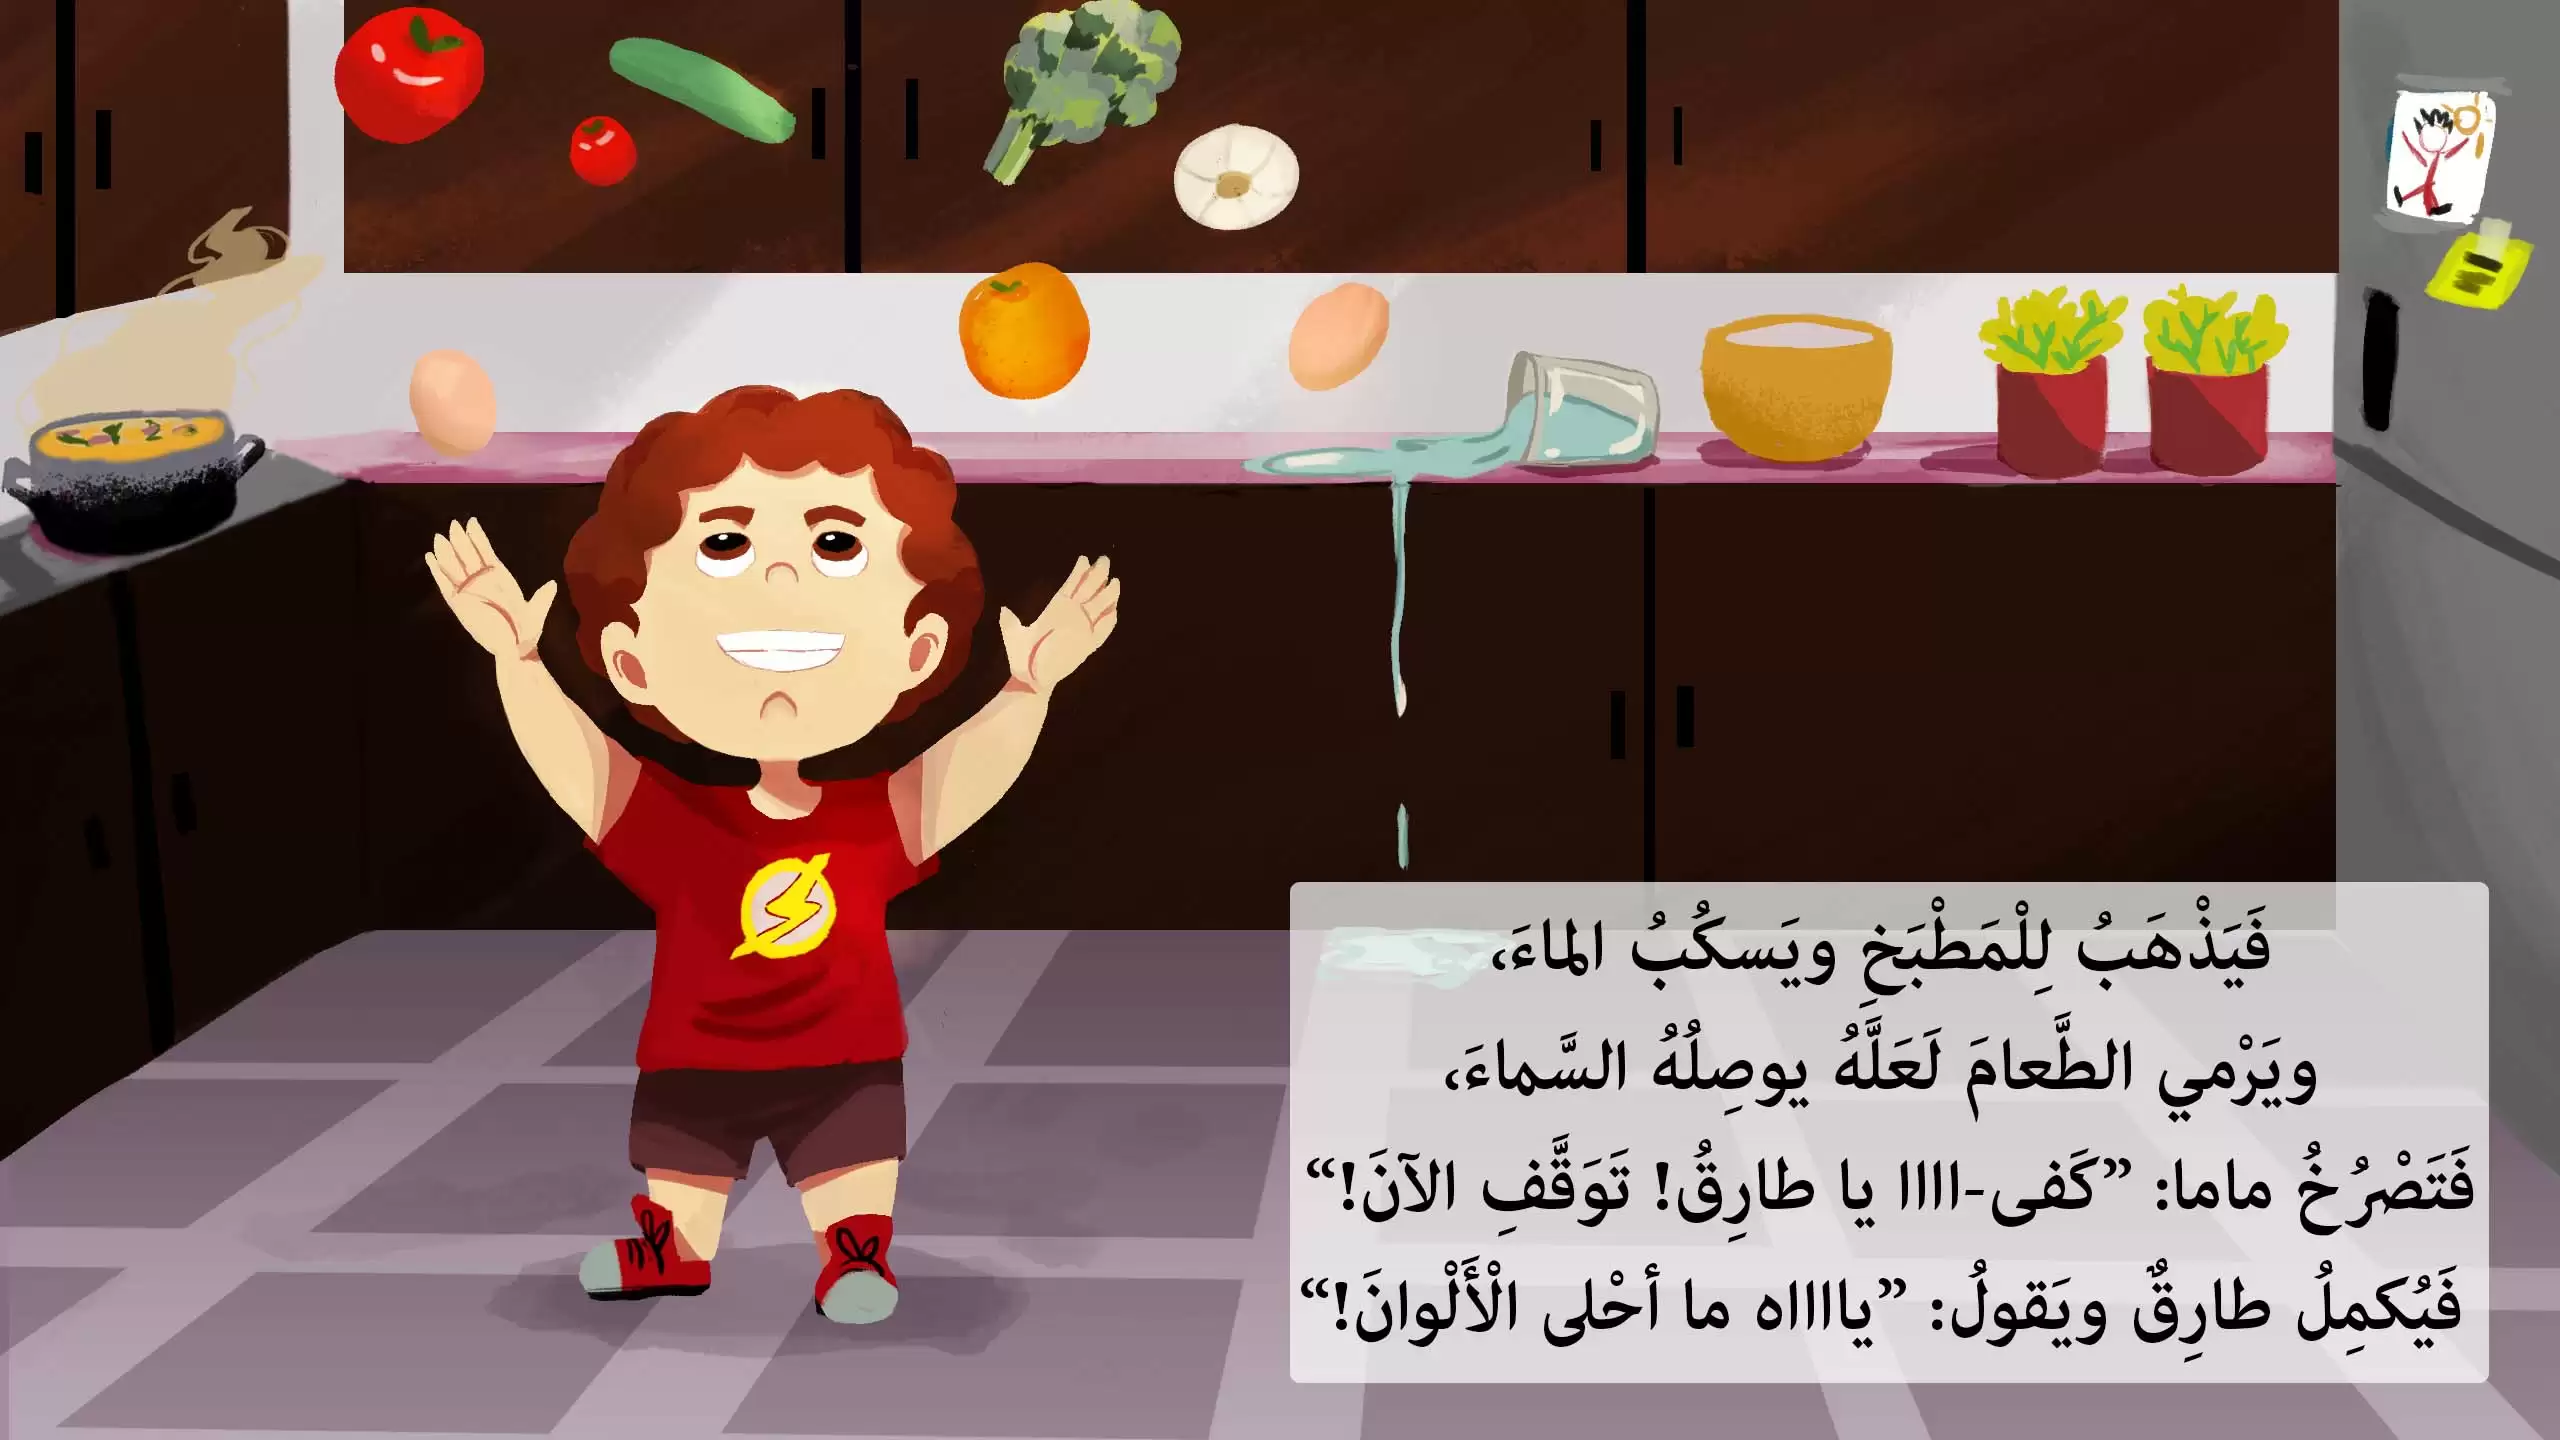 فَيَذْهَبُ لِلْمَطْبَخِ ويَسكُبُ الماءَ،
ويَرْمي الطَّعامَ لَعَلَّهُ يوصِلُهُ السَّماءَ،
فَتَصْرُخُ ماما: ”كَفى-اااا يا طارِقُ! تَوَقَّفِ الآنَ!“
فَيُكمِلُ طارِقٌ ويَقولُ: ”يااااه ما أحْلى الْأَلْوانَ!“